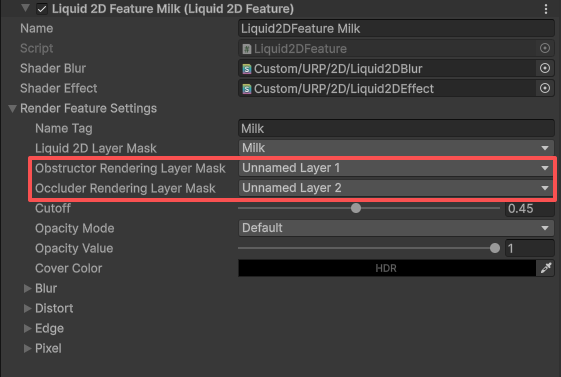 Liquid 2D Feature Milk (Liquid 2D Feature)
Name Liquid2DFeature Milk
Script Liquid2DFeature
Shader Blur Custom/URP/2D/Liquid2DBlur
Shader Effect Custom/URP/2D/Liquid2DEffect
Render Feature Settings
Name Tag Milk
Liquid 2D Layer Mask Milk
Obstructor Rendering Layer Mask Unnamed Layer 1
Occluder Rendering Layer Mask Unnamed Layer 2
Cutoff 0.45
Opacity Mode Default
Opacity Value 1
Cover Color HDR
Blur
Distort
Edge
Pixel